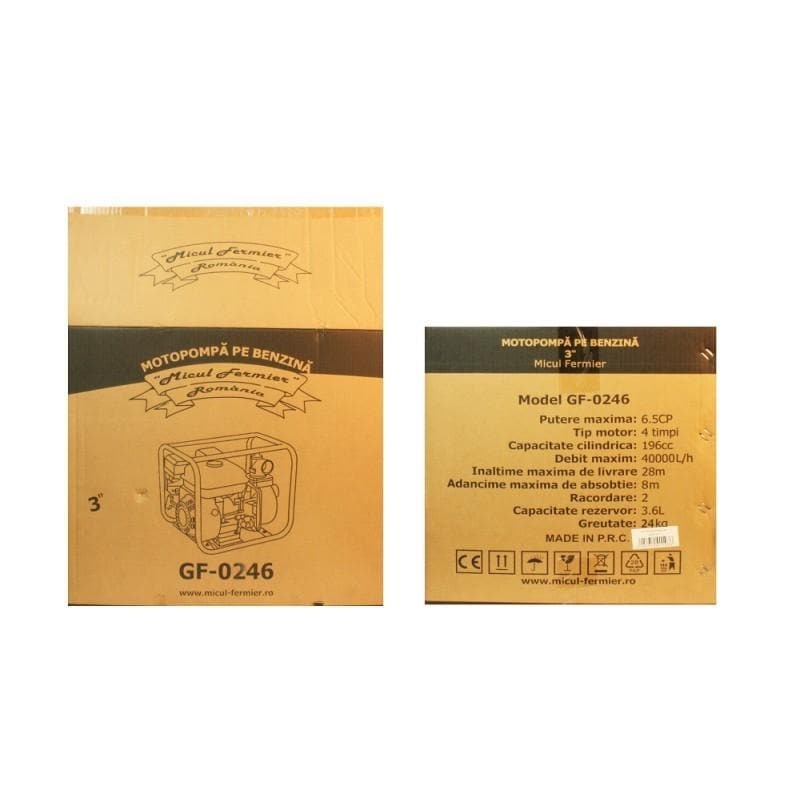 "Micul Fermier"
România
MOTOPOMPĂ PE BENZINĂ
"Micul Fermier"
România
3"
GF-0246
www.micul-fermier.ro
MOTOPOMPĂ PE BENZINĂ
3"
Micul Fermier
Model GF-0246
Putere maxima: 6.5CP
Tip motor: 4 timpi
Capacitate cilindrica: 196cc
Debit maxim: 40000L/h
Inaltime maxima de livrare 28m
Adancime maxima de absobtie: 8m
Racordare: 2
Capacitate rezervor: 3.6L
Greutate: 24kg
MADE IN P.R.C.
CE
www.micul-fermier.ro